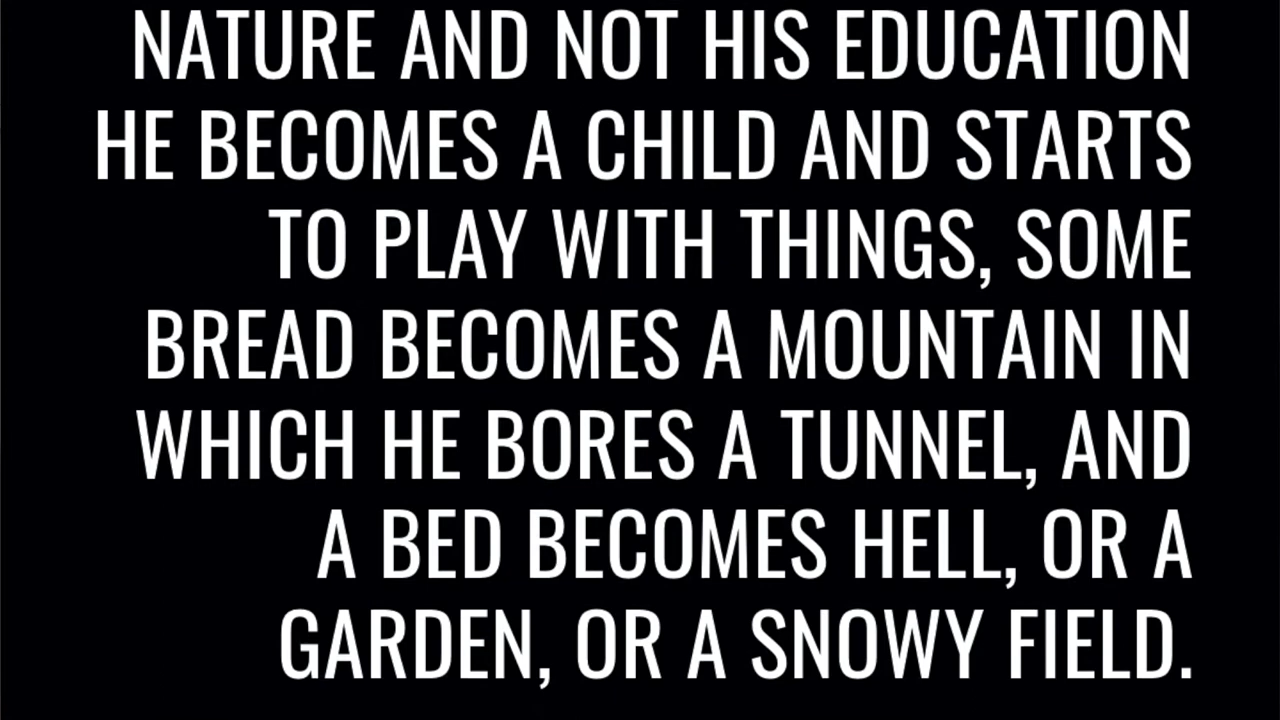 NATURE AND NOT HIS EDUCATION
HE BECOMES A CHILD AND STARTS
TO PLAY WITH THINGS, SOME
BREAD BECOMES A MOUNTAIN IN
WHICH HE BORES A TUNNEL, AND
A BED BECOMES HELL, OR A
GARDEN, OR A SNOWY FIELD.